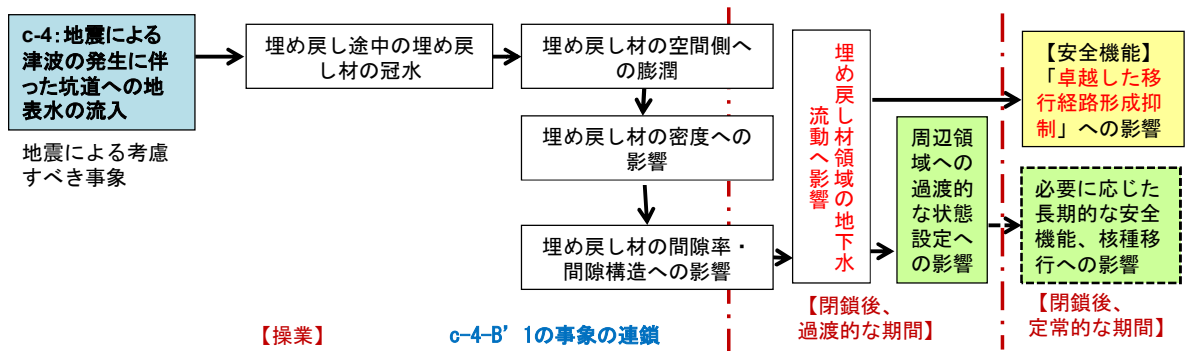 c-4：地震による
津波の発生に伴
った坑道への地
表水の流入
地震による考慮
すべき事象
埋め戻し途中の埋め戻
し材の冠水
埋め戻し材の空間側へ
の膨潤
埋め戻し材の密度への
影響
埋め戻し材の間隙率・
間隙構造への影響
埋め戻し材領域の地下水
流動へ影響
周辺領
域への
過渡的
な状態
設定へ
の影響
【安全機能】
「卓越した移
行経路形成抑
制」への影響
必要に応じた
長期的な安全
機能、核種移
行への影響
【操業】
c-4-B’1の事象の連鎖
【閉鎖後、
過渡的な期間】
【閉鎖後、
定常的な期間】